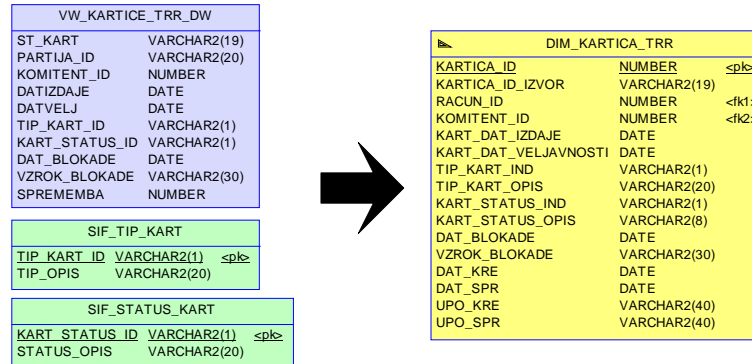 VW_KARTICE_TRR_DW
ST_KART VARCHAR2(19)
PARTIJA_ID VARCHAR2(20)
KOMITENT_ID NUMBER
DATIZDAJE DATE
DATVELJ DATE
TIP_KART_ID VARCHAR2(1)
KART_STATUS_ID VARCHAR2(1)
DAT_BLOKADE DATE
VZROK_BLOKADE VARCHAR2(30)
SPREMEMBA NUMBER
SIF_TIP_KART
TIP_KART_ID VARCHAR2(1) <pk>
TIP_OPIS VARCHAR2(20)
SIF_STATUS_KART
KART_STATUS_ID VARCHAR2(1) <pk>
STATUS_OPIS VARCHAR2(20)
DIM_KARTICA_TRR
KARTICA_ID NUMBER <pk>
KARTICA_ID_IZVOR VARCHAR2(19)
RACUN_ID NUMBER <fk1>
KOMITENT_ID NUMBER <fk2>
KART_DAT_IZDAJE DATE
KART_DAT_VELJAVNOSTI DATE
TIP_KART_IND VARCHAR2(1)
TIP_KART_OPIS VARCHAR2(20)
KART_STATUS_IND VARCHAR2(1)
KART_STATUS_OPIS VARCHAR2(8)
DAT_BLOKADE DATE
VZROK_BLOKADE VARCHAR2(30)
DAT_KRE DATE
DAT_SPR DATE
UPO_KRE VARCHAR2(40)
UPO_SPR VARCHAR2(40)